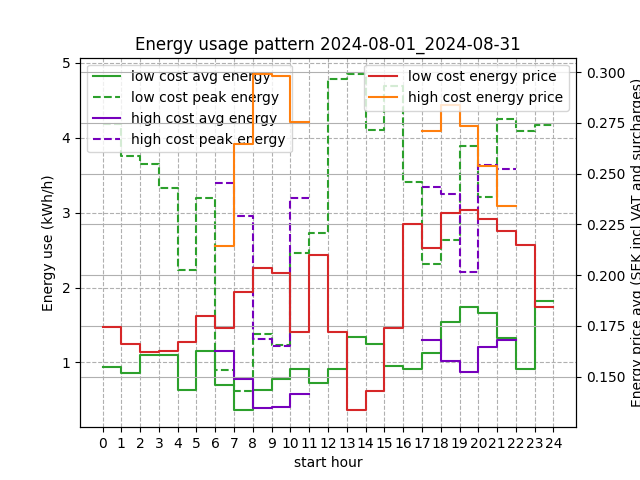 Energy usage pattern 2024-08-01_2024-08-31
low cost avg energy
low cost peak energy
high cost avg energy
high cost peak energy
low cost energy price
high cost energy price
Energy use (kWh/h)
5
4
3
2
1
0.300
0.275
0.250
0.225
0.200
0.175
0.150
Energy price avg (SEK incl VAT and surcharges)
0 1 2 3 4 5 6 7 8 9 10 11 12 13 14 15 16 17 18 19 20 21 22 23 24
start hour